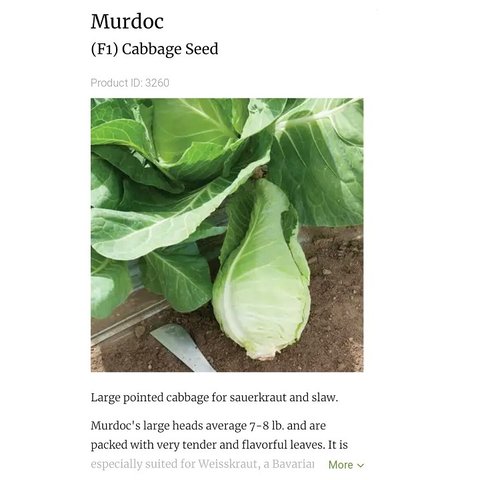 Murdoc
(F1) Cabbage Seed
Product ID: 3260
Large pointed cabbage for sauerkraut and slaw.
Murdoc's large heads average 7-8 lb. and are
packed with very tender and flavorful leaves. It is
especially suited for Weisskraut, a Bavarian More